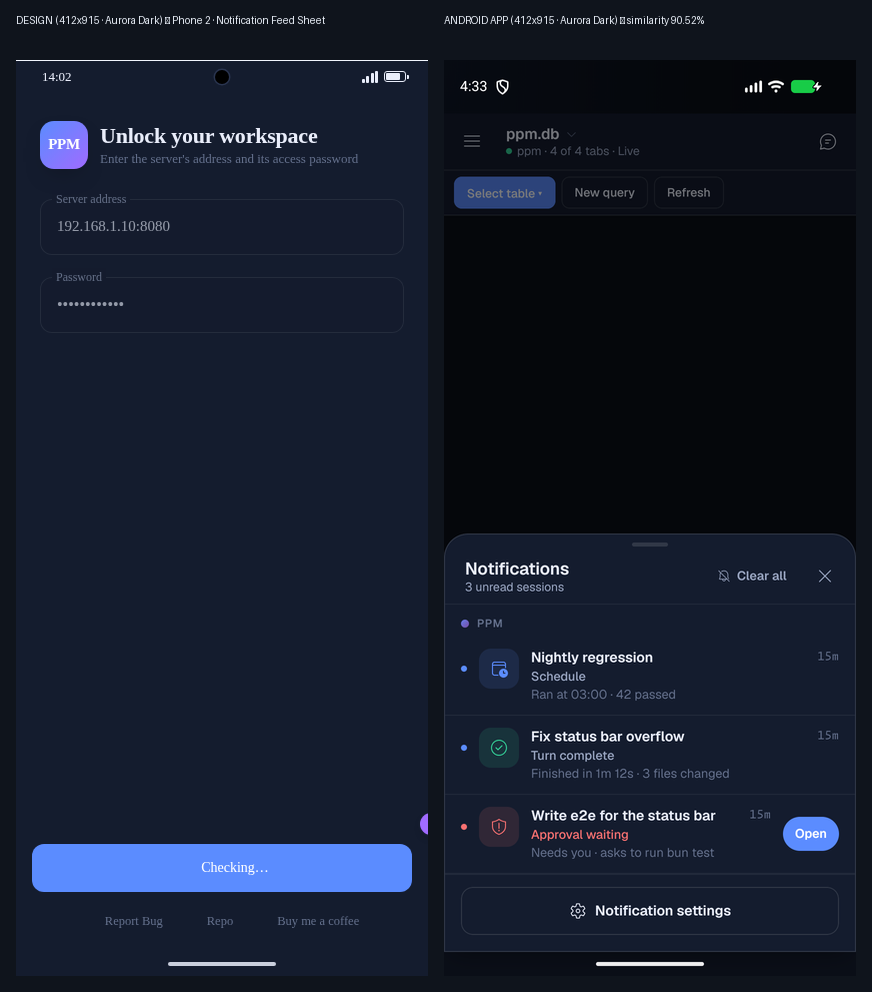 DESIGN (412x915 · Aurora Dark) Phone 2 · Notification Feed Sheet
14:02
PPM
Unlock your workspace
Enter the server's address and its access password
Server address
192.168.1.10:8080
Password
••••••••••••
Checking…
Report Bug
Repo
Buy me a coffee
ANDROID APP (412x915 · Aurora Dark) similarity 90.52%
4:33
ppm.db
ppm · 4 of 4 tabs · Live
Select table
New query
Refresh
Notifications
3 unread sessions
Clear all
PPM
Nightly regression
15m
Schedule
Ran at 03:00 · 42 passed
Fix status bar overflow
15m
Turn complete
Finished in 1m 12s · 3 files changed
Write e2e for the status bar
15m
Approval waiting
Open
Needs you · asks to run bun test
Notification settings